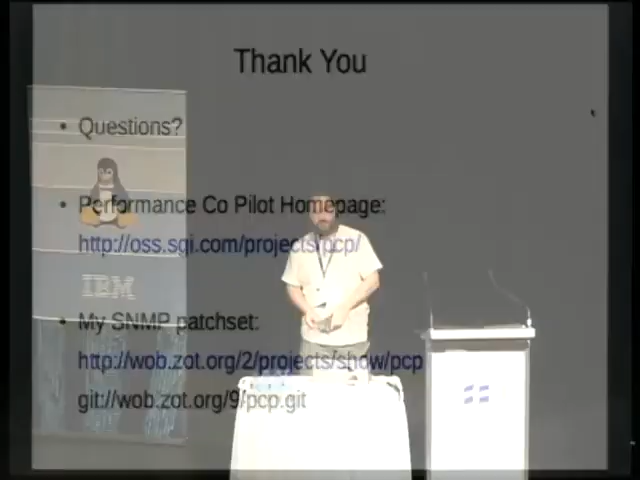 Thank You
• Questions?
• Performance Co Pilot Homepage:
http://oss.sgi.com/projects/pcp/
IBM
• My SNMP patchset:
http://wob.zot.org/2/projects/show/pcp
git://wob.zot.org/9/pcp.git